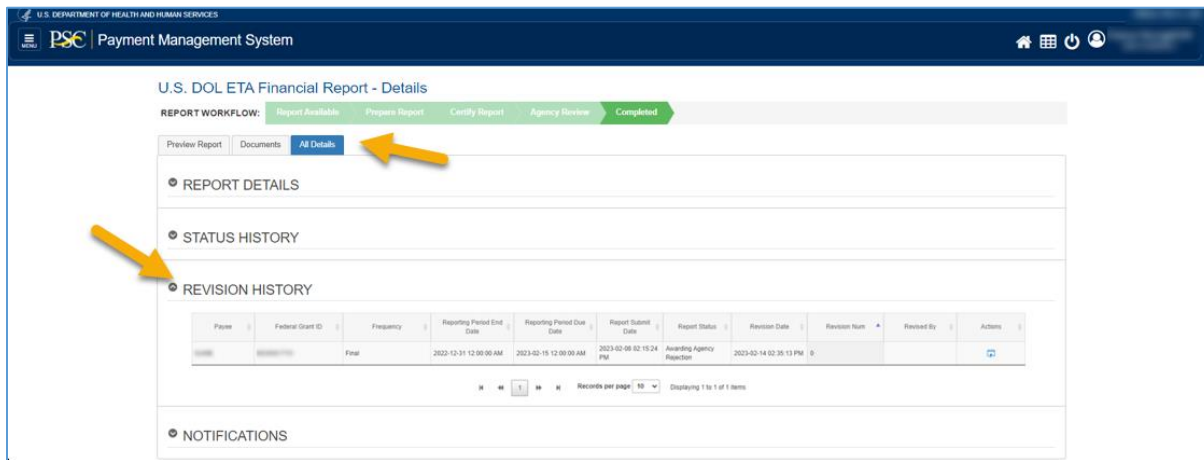 U.S. DEPARTMENT OF HEALTH AND HUMAN SERVICES
MENU PSC Payment Management System
U.S. DOL ETA Financial Report - Details
REPORT WORKFLOW: Report Available Prepare Report Certify Report Agency Review Completed
Preview Report Documents All Details
REPORT DETAILS
STATUS HISTORY
REVISION HISTORY
Payee Federal Grant ID Frequency Reporting Period End Date Reporting Period Due Date Report Submit Date Report Status Revision Date Revision Num Revised By Actions
Final 2022-12-31 12:00:00 AM 2023-02-15 12:00:00 AM 2023-02-08 02:15:24 PM Awarding Agency Rejection 2023-02-14 02:35:13 PM 0
1 Records per page 10 Displaying 1 to 1 of 1 items
NOTIFICATIONS